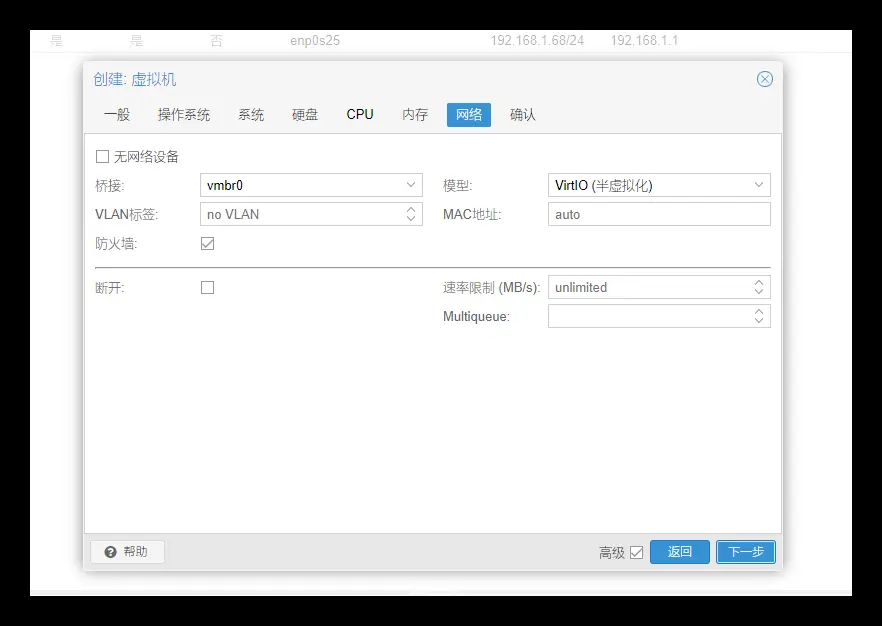 是 是 否 enp0s25 192.168.1.68/24 192.168.1.1
创建: 虚拟机
一般 操作系统 系统 硬盘 CPU 内存 网络 确认
无网络设备
桥接: vmbr0 模型: VirtIO (半虚拟化)
VLAN标签: no VLAN MAC地址: auto
防火墙:
断开: 速率限制 (MB/s): unlimited
Multiqueue:
帮助 高级 返回 下一步